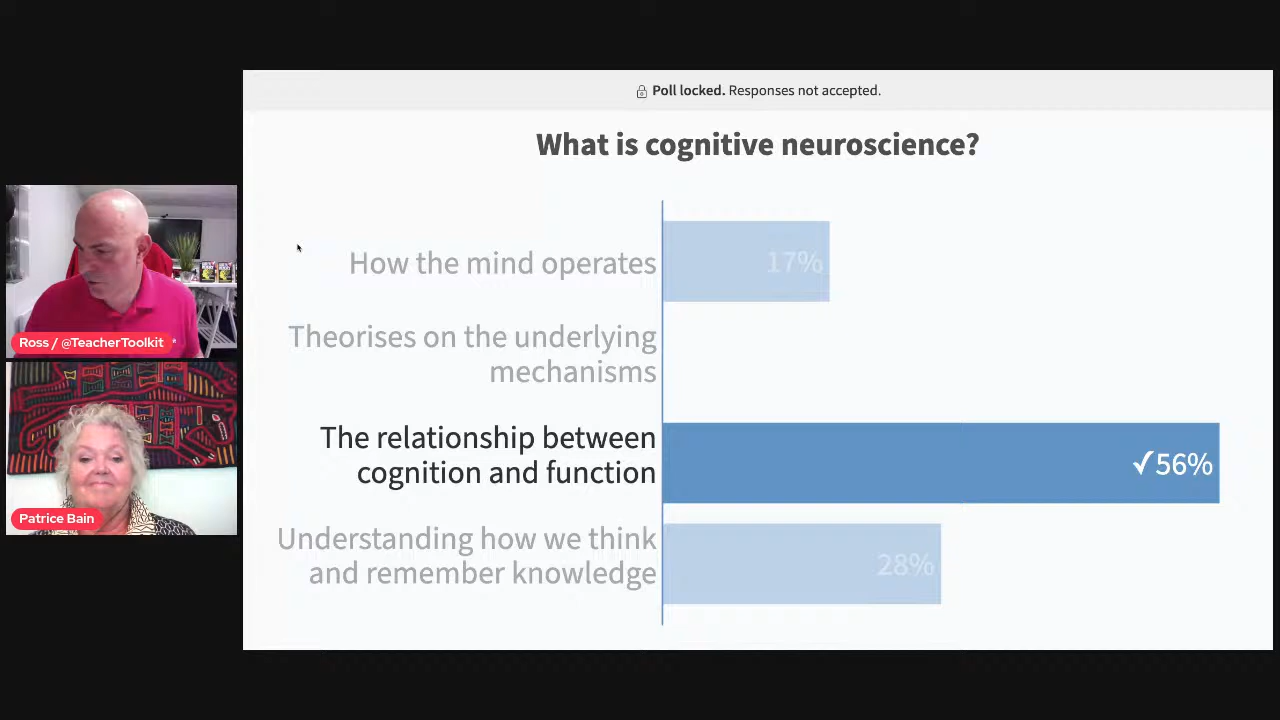 Poll locked. Responses not accepted.
What is cognitive neuroscience?
How the mind operates
17%
Theorises on the underlying
mechanisms
The relationship between
cognition and function
✓56%
Understanding how we think
and remember knowledge
28%
Ross / @TeacherToolkit
Patrice Bain